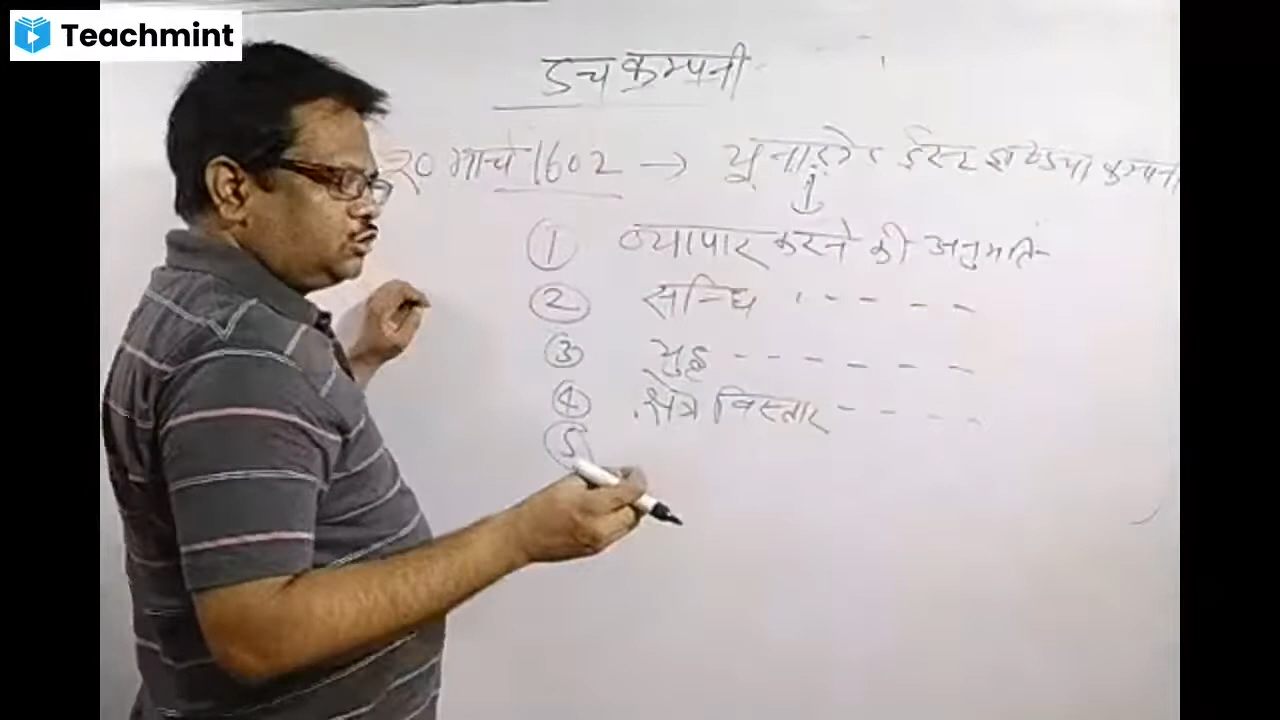 Teachmint
डच कम्पनी
20 मार्च 1602 → यूनाइटेड ईस्ट इण्डिया कम्पनी
1 व्यापार करने की अनुमति
2 सन्धि - - - -
3 युद्ध - - - - - -
4 क्षेत्र विस्तार - - - -
5